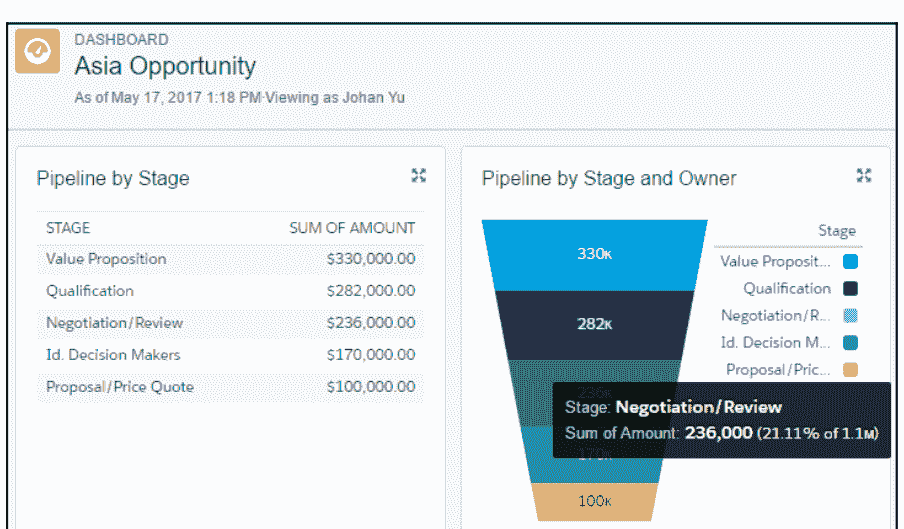 DASHBOARD
Asia Opportunity
As of May 17, 2017 1:18 PM·Viewing as Johan Yu
Pipeline by Stage
STAGE SUM OF AMOUNT
Value Proposition $330,000.00
Qualification $282,000.00
Negotiation/Review $236,000.00
Id. Decision Makers $170,000.00
Proposal/Price Quote $100,000.00
Pipeline by Stage and Owner
330K
282K
236K
170K
100K
Stage
Value Proposit...
Qualification
Negotiation/R...
Id. Decision M...
Proposal/Pric...
Stage: Negotiation/Review
Sum of Amount: 236,000 (21.11% of 1.1M)